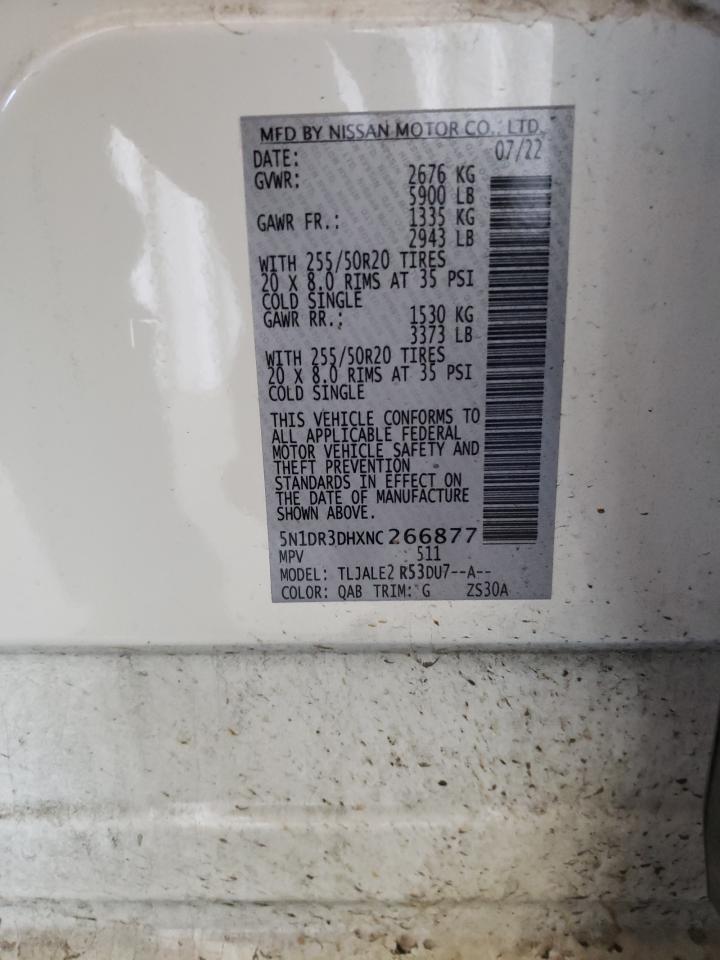 MFD BY NISSAN MOTOR CO., LTD.
DATE: 07/22
GVWR: 2676 KG
5900 LB
GAWR FR.: 1335 KG
2943 LB
WITH 255/50R20 TIRES
20 X 8.0 RIMS AT 35 PSI
COLD SINGLE
GAWR RR.: 1530 KG
3373 LB
WITH 255/50R20 TIRES
20 X 8.0 RIMS AT 35 PSI
COLD SINGLE
THIS VEHICLE CONFORMS TO
ALL APPLICABLE FEDERAL
MOTOR VEHICLE SAFETY AND
THEFT PREVENTION
STANDARDS IN EFFECT ON
THE DATE OF MANUFACTURE
SHOWN ABOVE.
5N1DR3DHXNC266877
MPV 511
MODEL: TLJALE2 R53DU7--A--
COLOR: QAB TRIM: G ZS30A